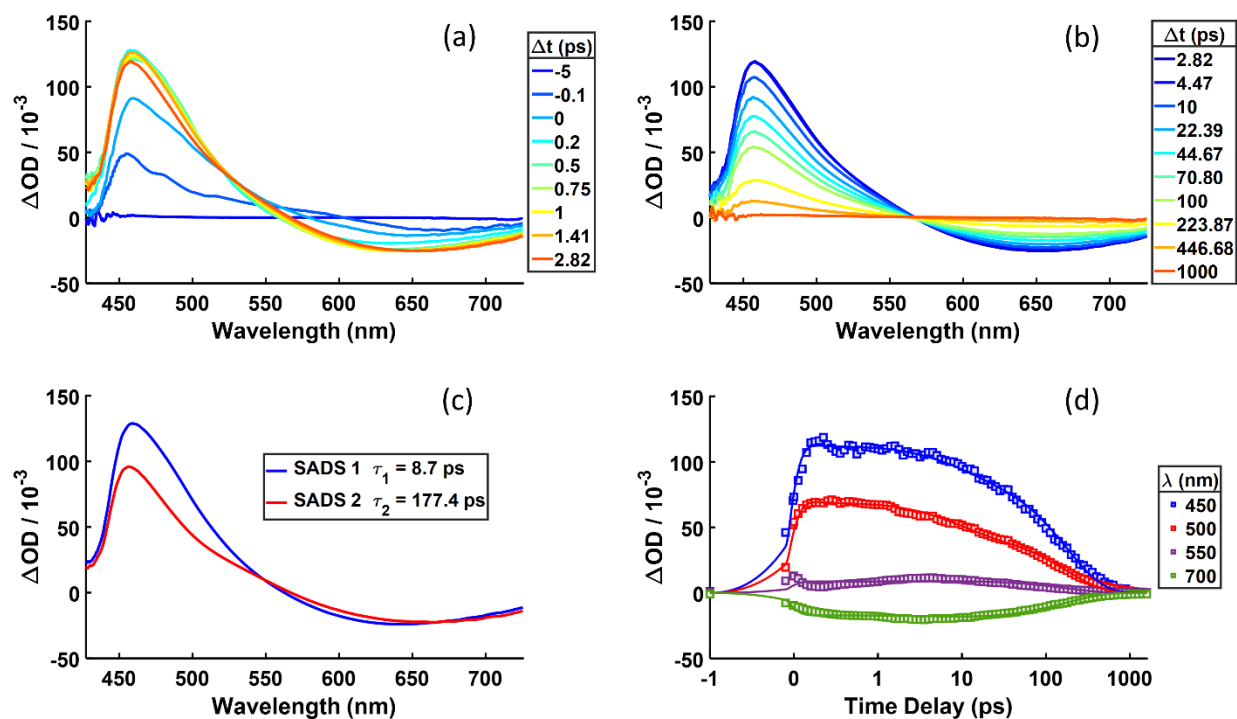 (a)
ΔOD / 10⁻³
150
100
50
0
-50
450 500 550 600 650 700
Wavelength (nm)
Δt (ps)
-5
-0.1
0
0.2
0.5
0.75
1
1.41
2.82
(b)
ΔOD / 10⁻³
150
100
50
0
-50
450 500 550 600 650 700
Wavelength (nm)
Δt (ps)
2.82
4.47
10
22.39
44.67
70.80
100
223.87
446.68
1000
(c)
ΔOD / 10⁻³
150
100
50
0
-50
450 500 550 600 650 700
Wavelength (nm)
SADS 1 τ₁ = 8.7 ps
SADS 2 τ₂ = 177.4 ps
(d)
ΔOD / 10⁻³
150
100
50
0
-50
-1 0 1 10 100 1000
Time Delay (ps)
λ (nm)
450
500
550
700